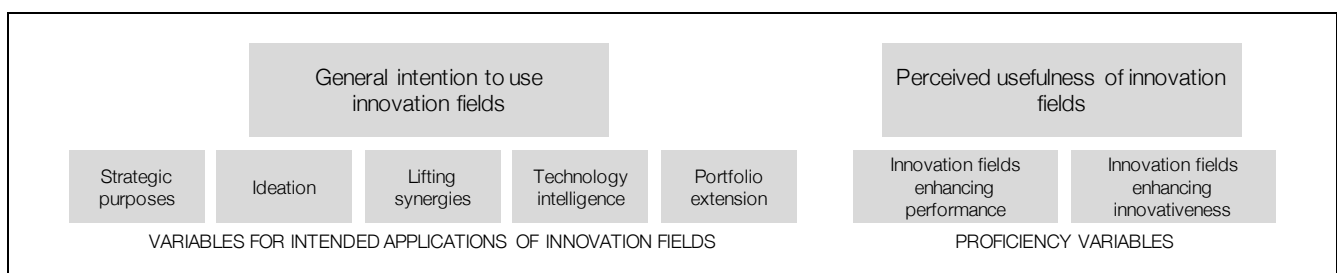 General intention to use
innovation fields
Perceived usefulness of innovation
fields
Strategic
purposes
Ideation
Lifting
synergies
Technology
intelligence
Portfolio
extension
Innovation fields
enhancing
performance
Innovation fields
enhancing
innovativeness
VARIABLES FOR INTENDED APPLICATIONS OF INNOVATION FIELDS
PROFICIENCY VARIABLES